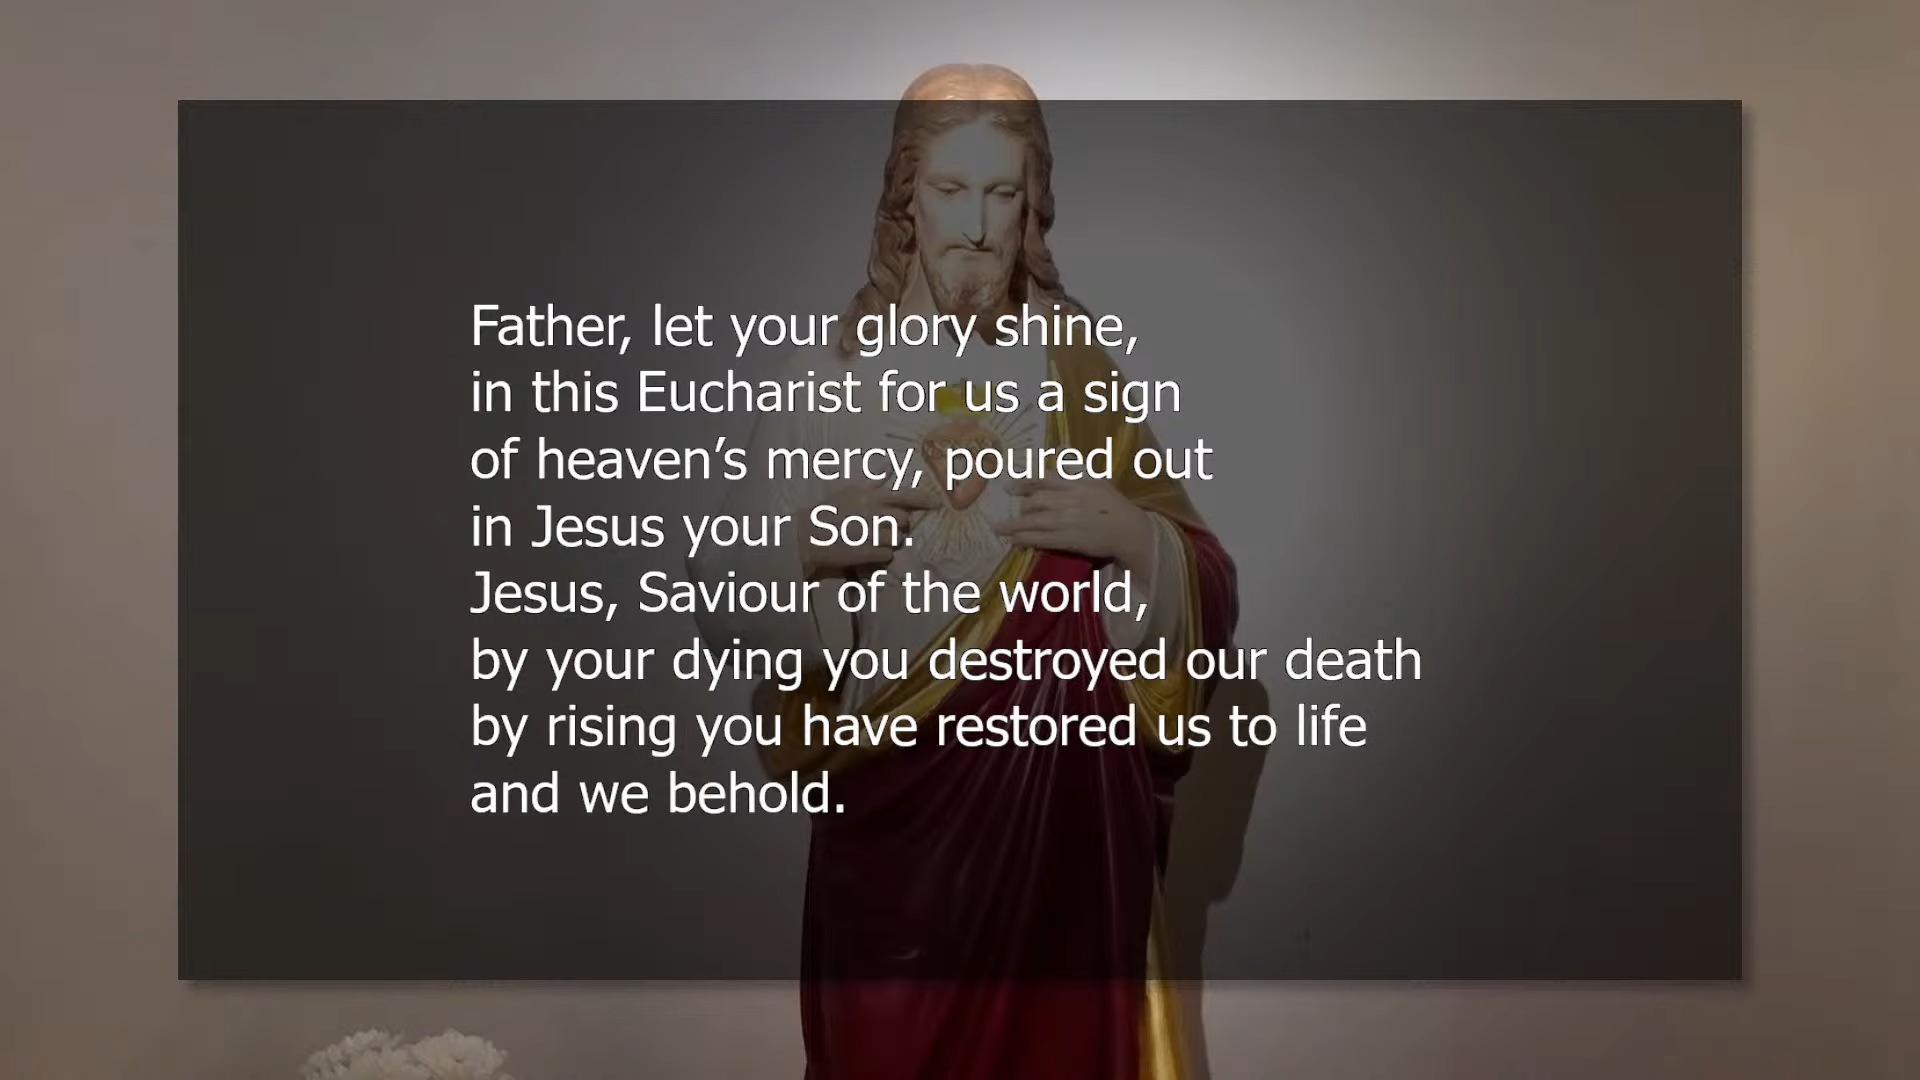 Father, let your glory shine,
in this Eucharist for us a sign
of heaven’s mercy, poured out
in Jesus your Son.
Jesus, Saviour of the world,
by your dying you destroyed our death
by rising you have restored us to life
and we behold.